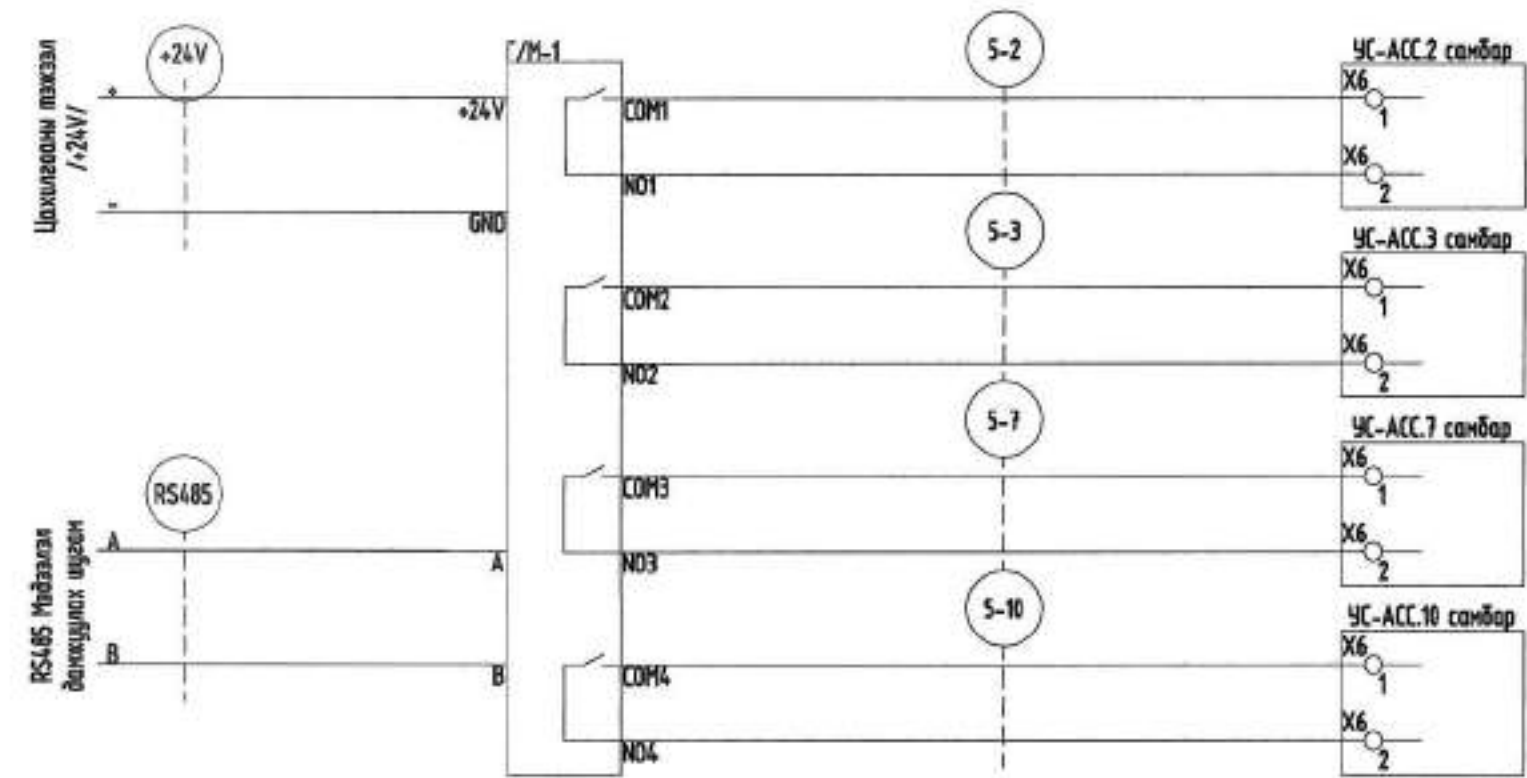 Цахилгааны тэжээл
/+24V/
+24V
+
-
+24V
GND
Г/М-1
COM1
NO1
COM2
NO2
COM3
NO3
COM4
NO4
5-2
5-3
5-7
5-10
УС-АСС.2 самбар
X6
1
X6
2
УС-АСС.3 самбар
X6
1
X6
2
УС-АСС.7 самбар
X6
1
X6
2
УС-АСС.10 самбар
X6
1
X6
2
RS485 Мэдээлэл
дамжуулах шугам
RS485
A
B
A
B